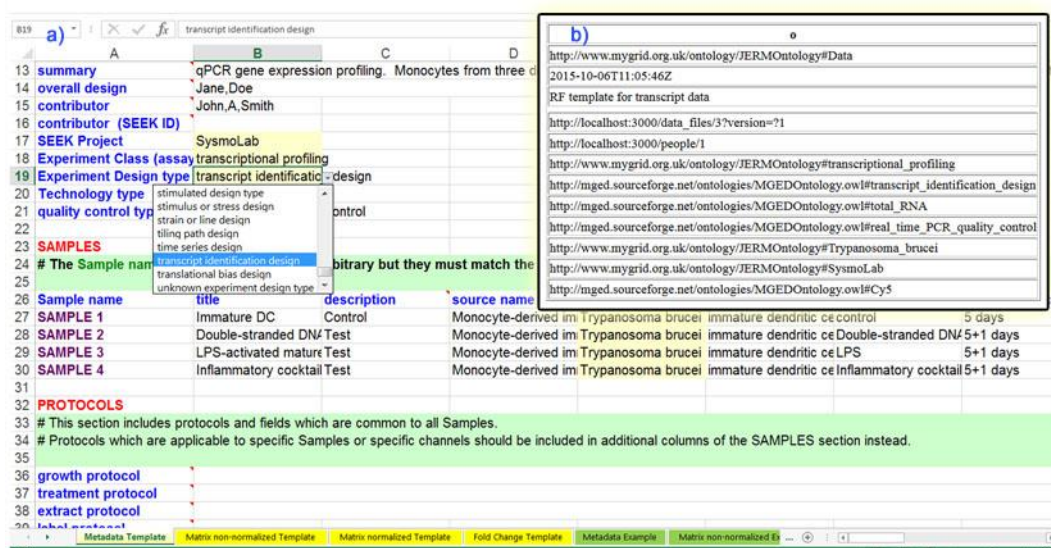 B19
a)
fx
transcript identification design
A B C D
13 summary qPCR gene expression profiling. Monocytes from three
14 overall design Jane,Doe
15 contributor John,A,Smith
16 contributor (SEEK ID)
17 SEEK Project SysmoLab
18 Experiment Class (assay transcriptional profiling
19 Experiment Design type transcript identificatio design
20 Technology type
21 quality control typ ontrol
22
stimulated design type
stimulus or stress design
strain or line design
tiling path design
time series design
transcript identification design
translational bias design
unknown experiment design type
23 SAMPLES
24 # The Sample nam bitrary but they must match the
25
26 Sample name title description source name
27 SAMPLE 1 Immature DC Control Monocyte-derived im Trypanosoma brucei immature dendritic ce control 5 days
28 SAMPLE 2 Double-stranded DNA Test Monocyte-derived im Trypanosoma brucei immature dendritic ce Double-stranded DNA 5+1 days
29 SAMPLE 3 LPS-activated mature Test Monocyte-derived im Trypanosoma brucei immature dendritic ce LPS 5+1 days
30 SAMPLE 4 Inflammatory cocktail Test Monocyte-derived im Trypanosoma brucei immature dendritic ce Inflammatory cocktail 5+1 days
31
32 PROTOCOLS
33 # This section includes protocols and fields which are common to all Samples.
34 # Protocols which are applicable to specific Samples or specific channels should be included in additional columns of the SAMPLES section instead.
35
36 growth protocol
37 treatment protocol
38 extract protocol
Metadata Template Matrix non-normalized Template Matrix normalized Template Fold Change Template Metadata Example Matrix non-normalized Ex ...
b)
o
http://www.mygrid.org.uk/ontology/JERMOntology#Data
2015-10-06T11:05:46Z
RF template for transcript data
http://localhost:3000/data_files/3?version=?1
http://localhost:3000/people/1
http://www.mygrid.org.uk/ontology/JERMOntology#transcriptional_profiling
http://mged.sourceforge.net/ontologies/MGEDOntology.owl#transcript_identification_design
http://mged.sourceforge.net/ontologies/MGEDOntology.owl#total_RNA
http://mged.sourceforge.net/ontologies/MGEDOntology.owl#real_time_PCR_quality_control
http://www.mygrid.org.uk/ontology/JERMOntology#Trypanosoma_brucei
http://www.mygrid.org.uk/ontology/JERMOntology#SysmoLab
http://mged.sourceforge.net/ontologies/MGEDOntology.owl#Cy5